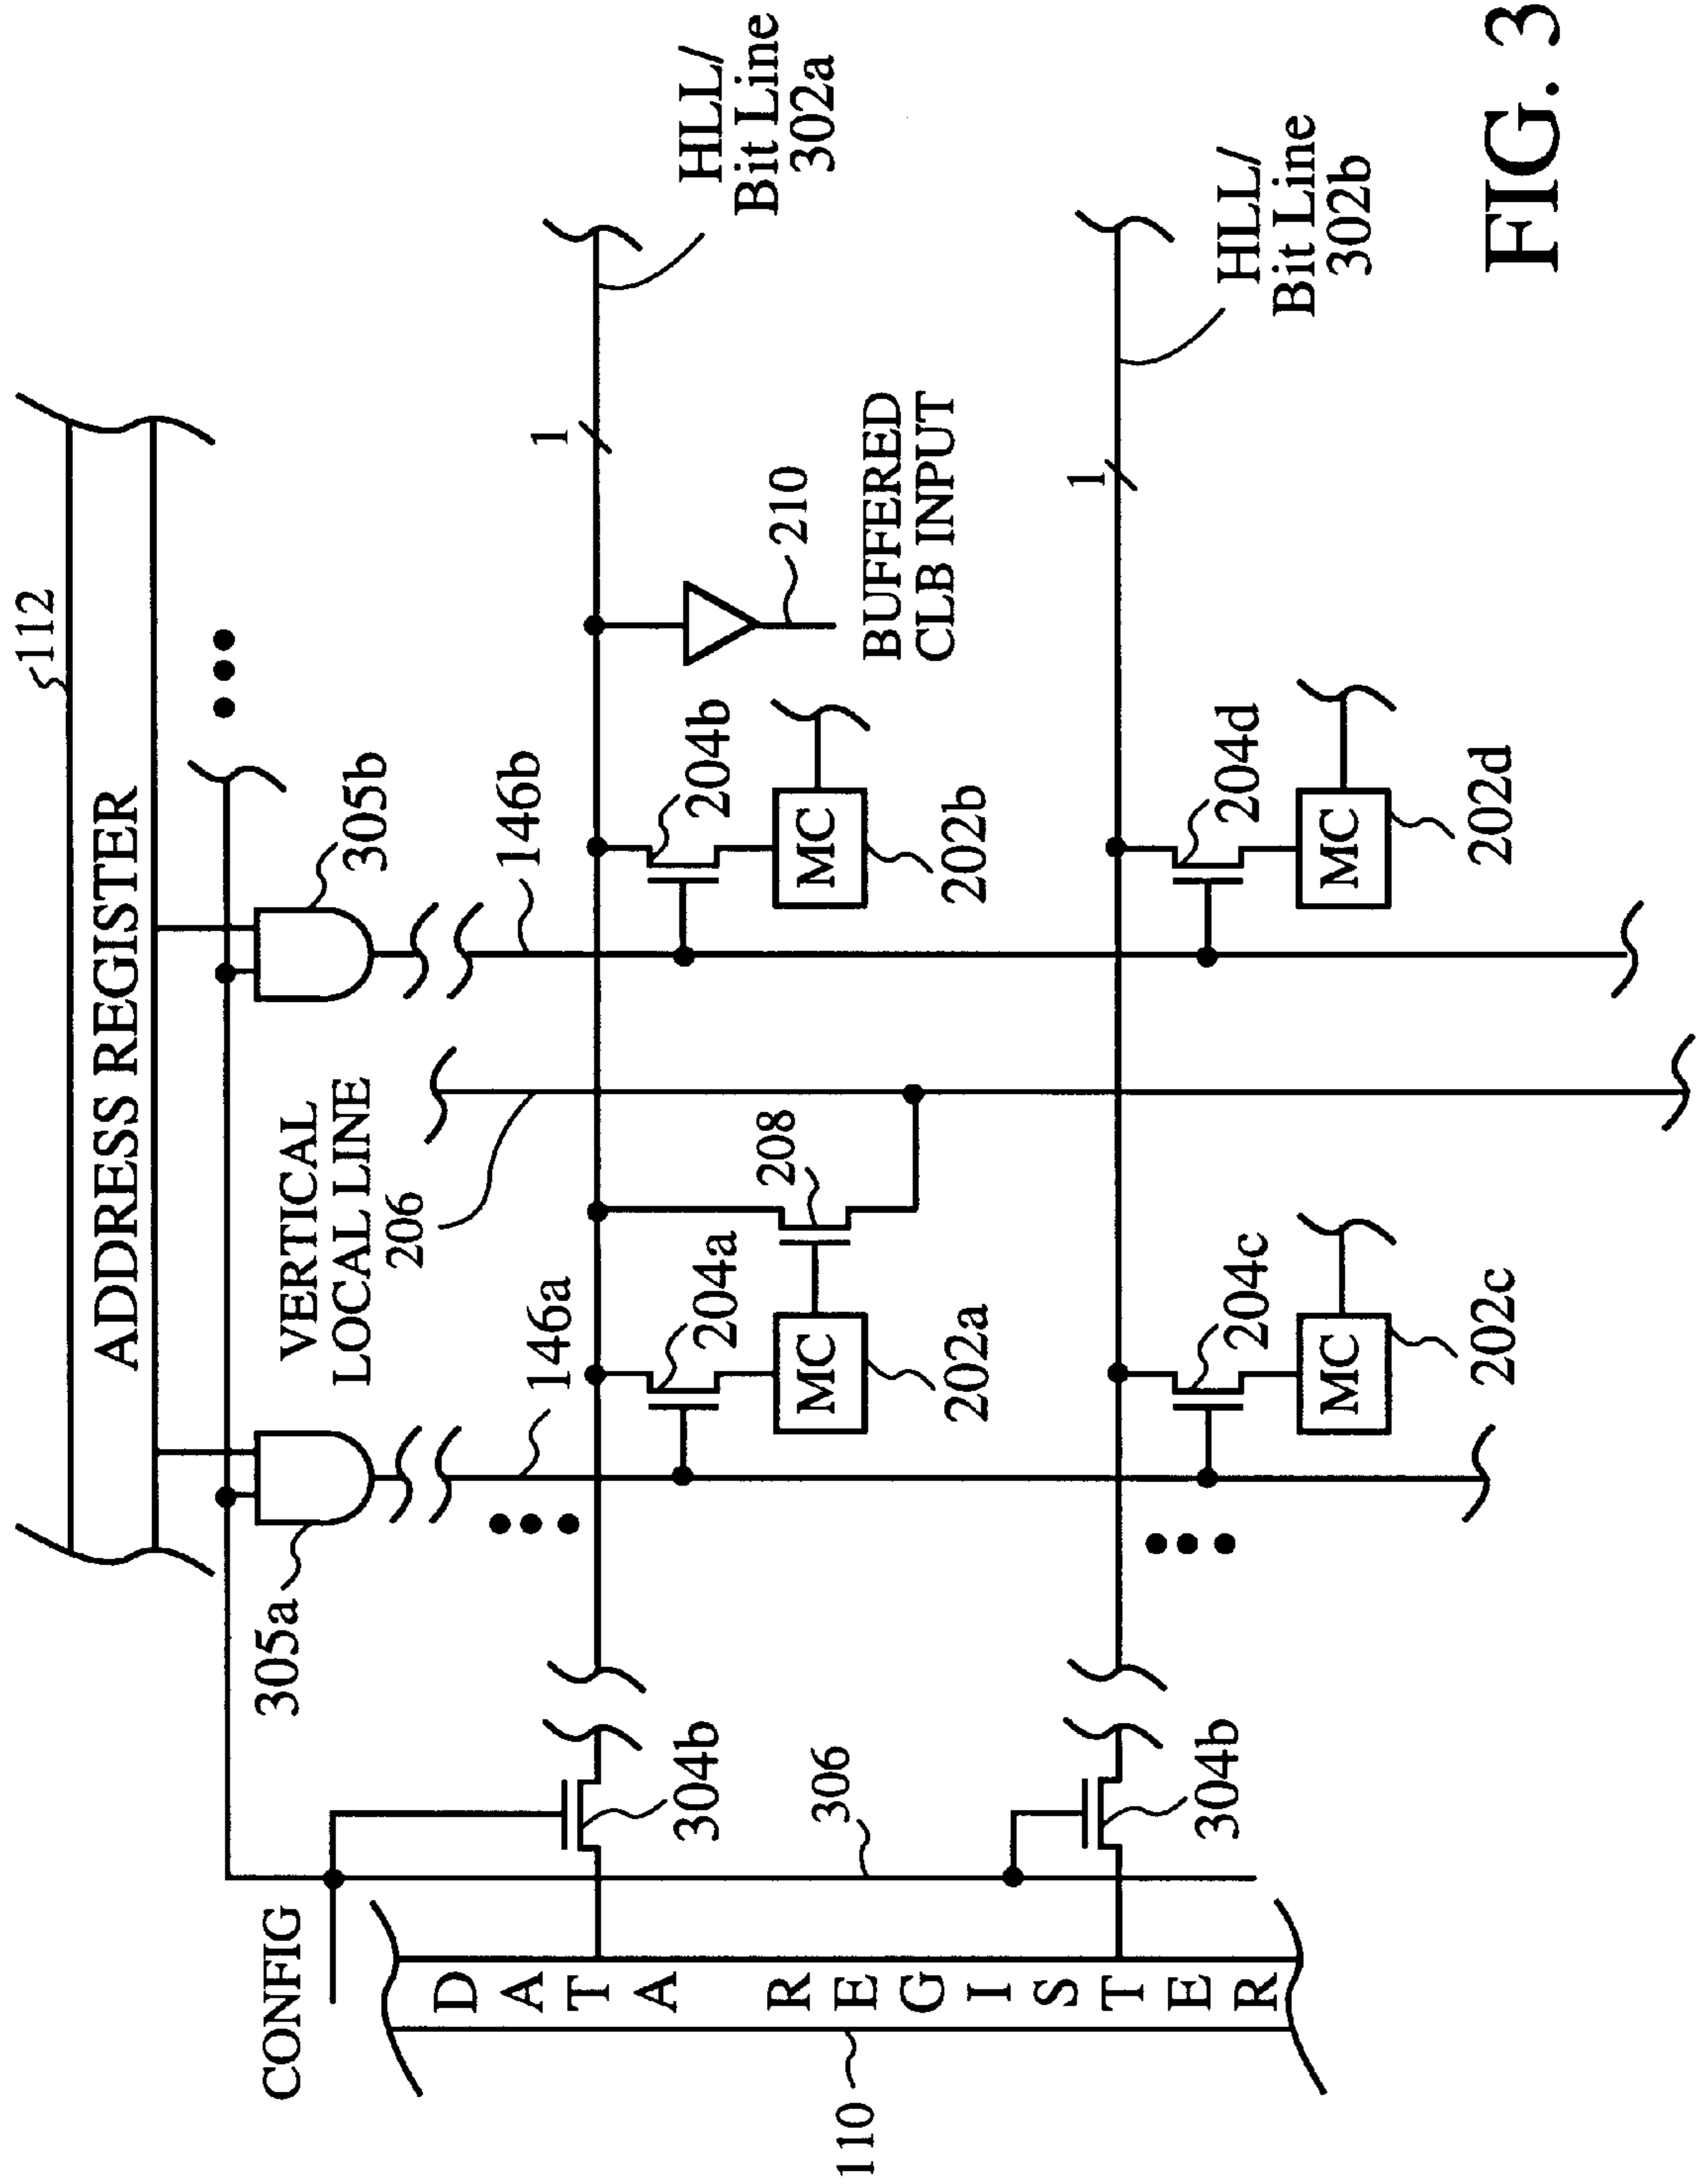 112
ADDRESS REGISTER
305a
305b
CONFIG
VERTICAL
LOCAL LINE
206
146a
146b
1
HLL/
Bit Line
302a
304b
204a
208
204b
210
MC
MC
202a
202b
BUFFERED
CLB INPUT
110
DATA REGISTER
306
1
HLL/
Bit Line
302b
304b
204c
204d
MC
MC
202c
202d
FIG. 3